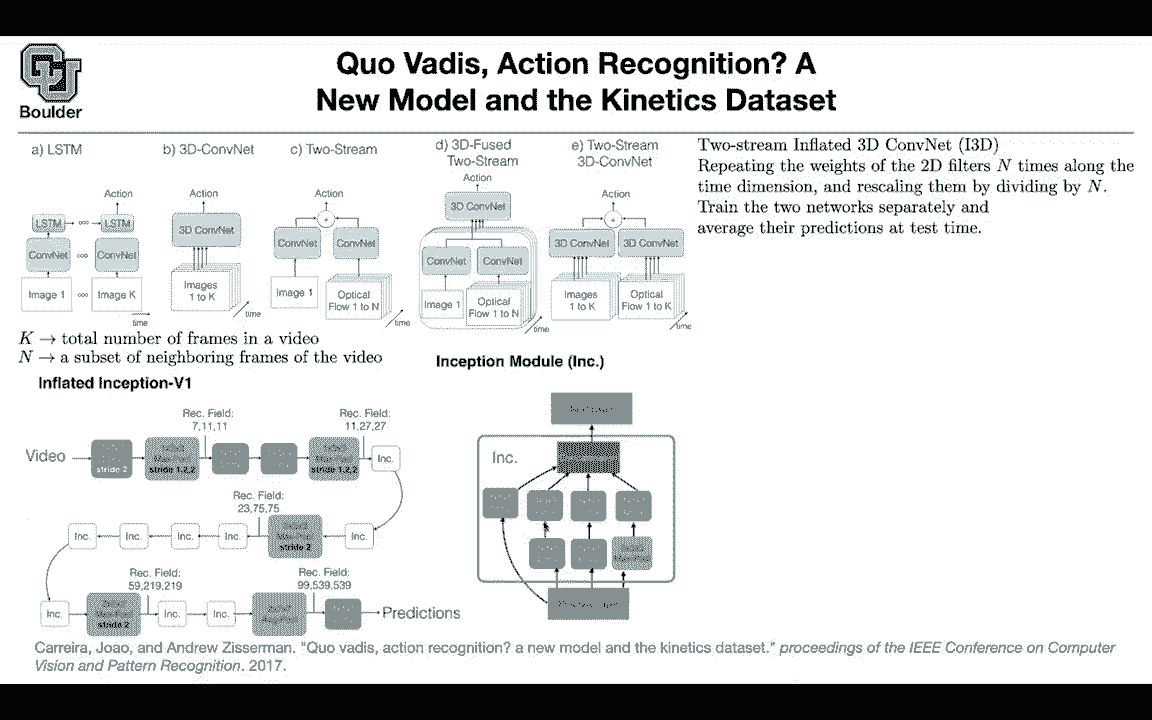 Boulder
Quo Vadis, Action Recognition? A
New Model and the Kinetics Dataset
a) LSTM
Action
LSTM
LSTM
ConvNet
ConvNet
Image 1
Image K
time
b) 3D-ConvNet
Action
3D ConvNet
Images
1 to K
time
c) Two-Stream
Action
+
ConvNet
ConvNet
Image 1
Optical
Flow 1 to N
time
d) 3D-Fused
Two-Stream
Action
3D ConvNet
ConvNet
ConvNet
Image 1
Optical
Flow 1 to N
time
e) Two-Stream
3D-ConvNet
Action
+
3D ConvNet
3D ConvNet
Images
1 to K
Optical
Flow 1 to K
time
Two-stream Inflated 3D ConvNet (I3D)
Repeating the weights of the 2D filters N times along the
time dimension, and rescaling them by dividing by N.
Train the two networks separately and
average their predictions at test time.
K → total number of frames in a video
N → a subset of neighboring frames of the video
Inflated Inception-V1
Video
stride 2
stride 1,2,2
Rec. Field:
7,11,11
stride 1,2,2
Rec. Field:
11,27,27
Inc.
Inc.
stride 2
Rec. Field:
23,75,75
Inc.
Inc.
Inc.
Inc.
Inc.
stride 2
Rec. Field:
59,219,219
Inc.
Inc.
Rec. Field:
99,539,539
Predictions
Inception Module (Inc.)
Inc.
Carreira, Joao, and Andrew Zisserman. "Quo vadis, action recognition? a new model and the kinetics dataset." proceedings of the IEEE Conference on Computer
Vision and Pattern Recognition. 2017.